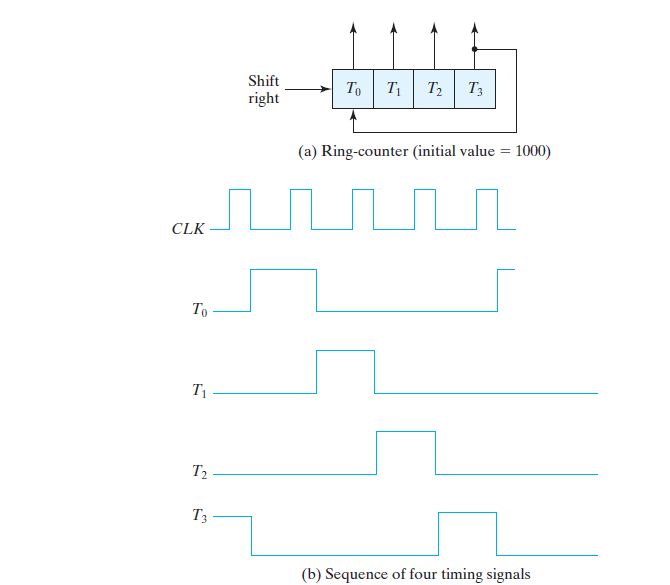 Shift
right
T0 T1 T2 T3
(a) Ring-counter (initial value = 1000)
CLK
T0
T1
T2
T3
(b) Sequence of four timing signals